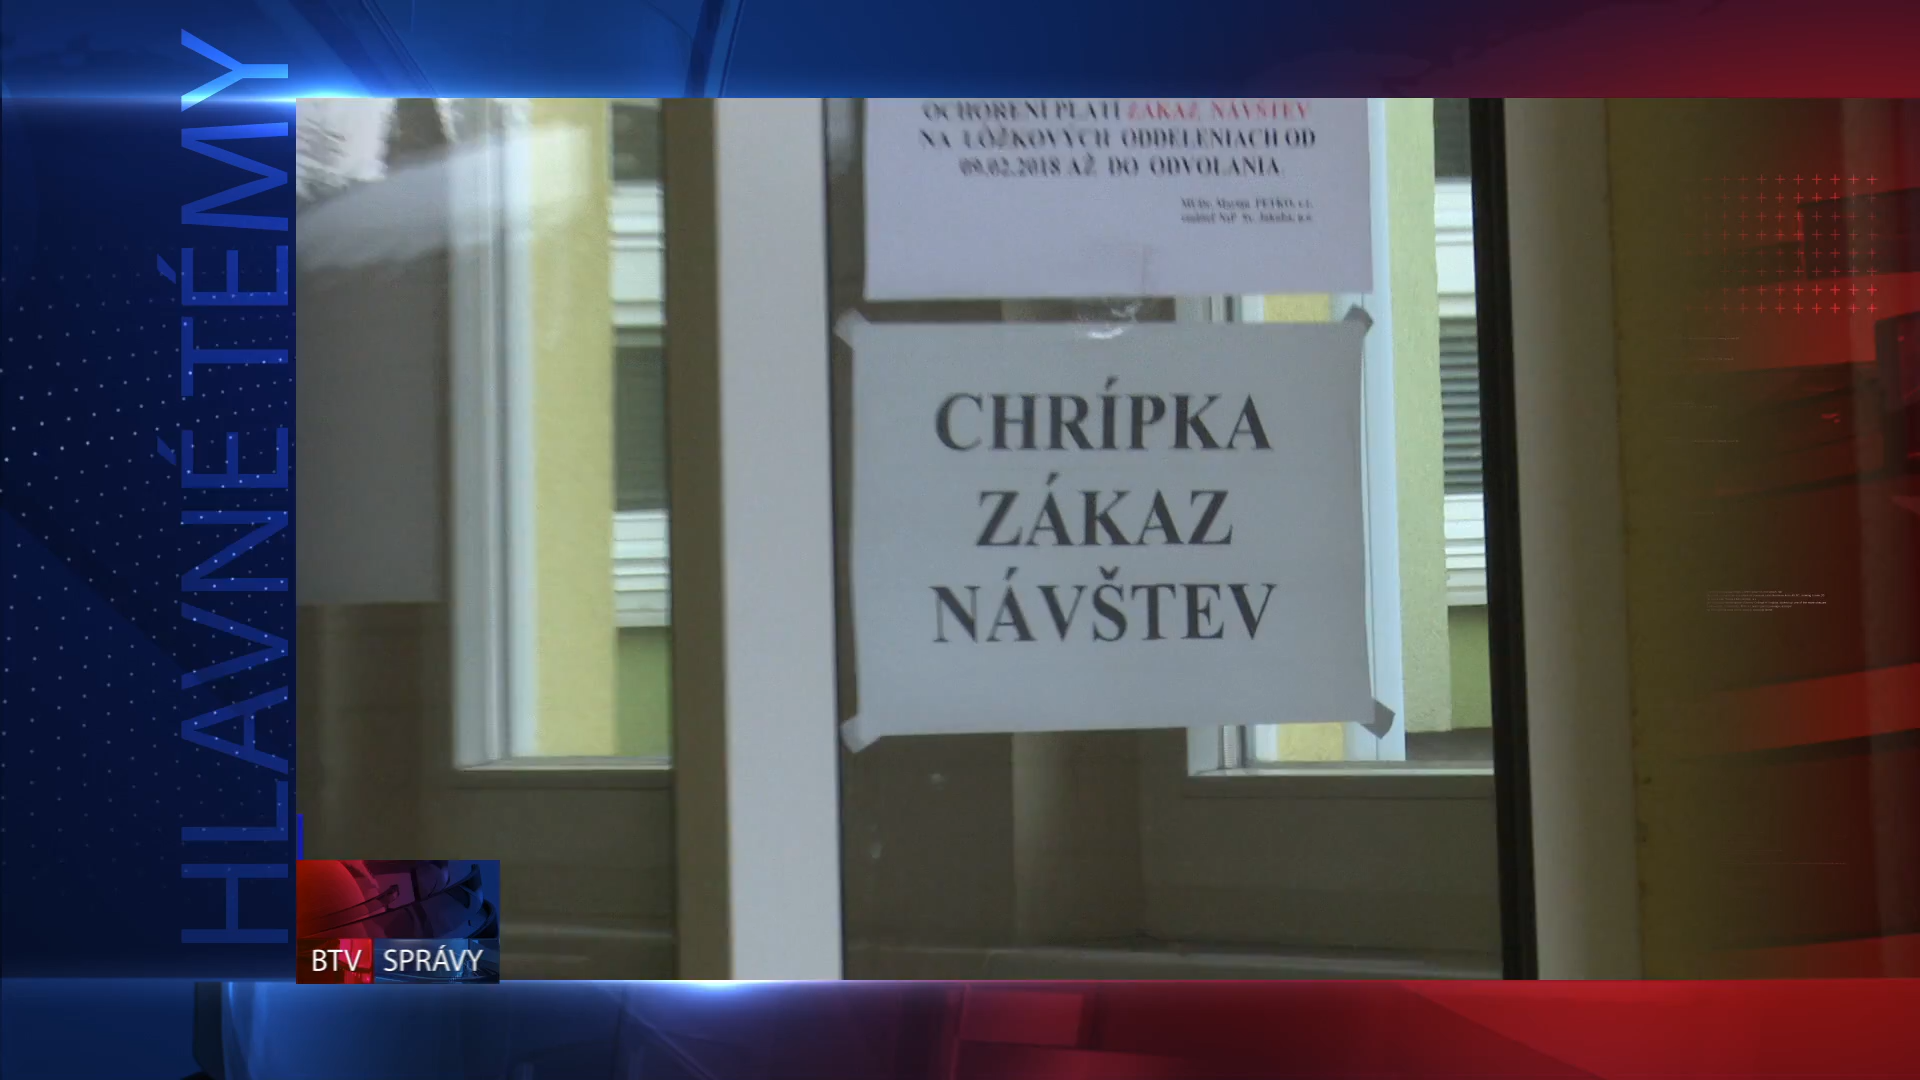 HLAVNÉ TÉMY
OCHORENÍ PLATÍ ZÁKAZ NÁVŠTEV
NA LÔŽKOVÝCH ODDELENIACH OD
09.02.2018 AŽ DO ODVOLANIA
CHRÍPKA
ZÁKAZ
NÁVŠTEV
BTV SPRÁVY